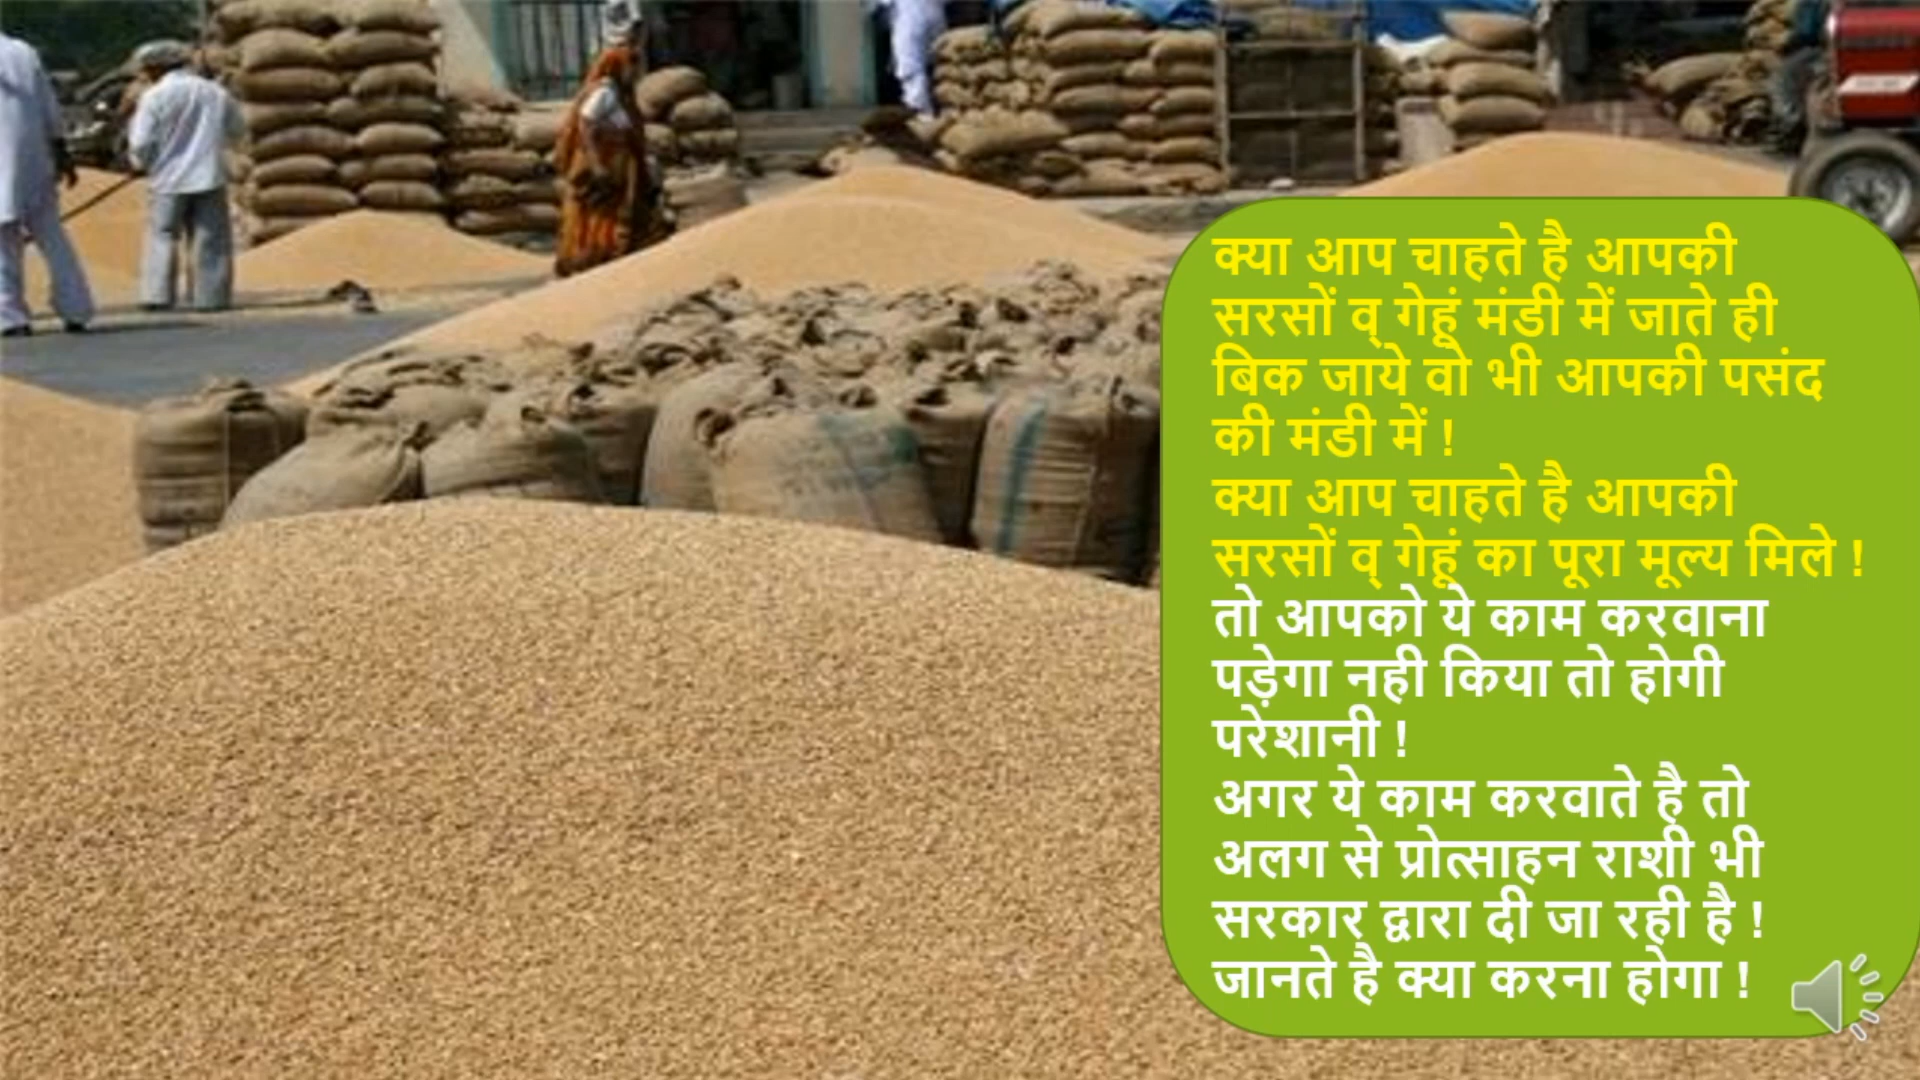 क्या आप चाहते है आपकी
सरसों व् गेहूं मंडी में जाते ही
बिक जाये वो भी आपकी पसंद
की मंडी में !
क्या आप चाहते है आपकी
सरसों व् गेहूं का पूरा मूल्य मिले !
तो आपको ये काम करवाना
पड़ेगा नही किया तो होगी
परेशानी !
अगर ये काम करवाते है तो
अलग से प्रोत्साहन राशी भी
सरकार द्वारा दी जा रही है !
जानते है क्या करना होगा !